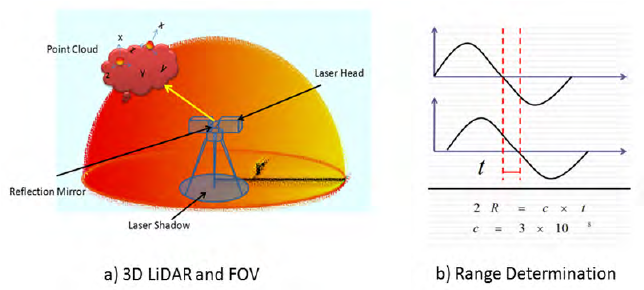 Point Cloud
x
x
z
y
y
Laser Head
r
Reflection Mirror
Laser Shadow
a) 3D LiDAR and FOV
t
2 R = c × t
c = 3 × 10 ⁸
b) Range Determination